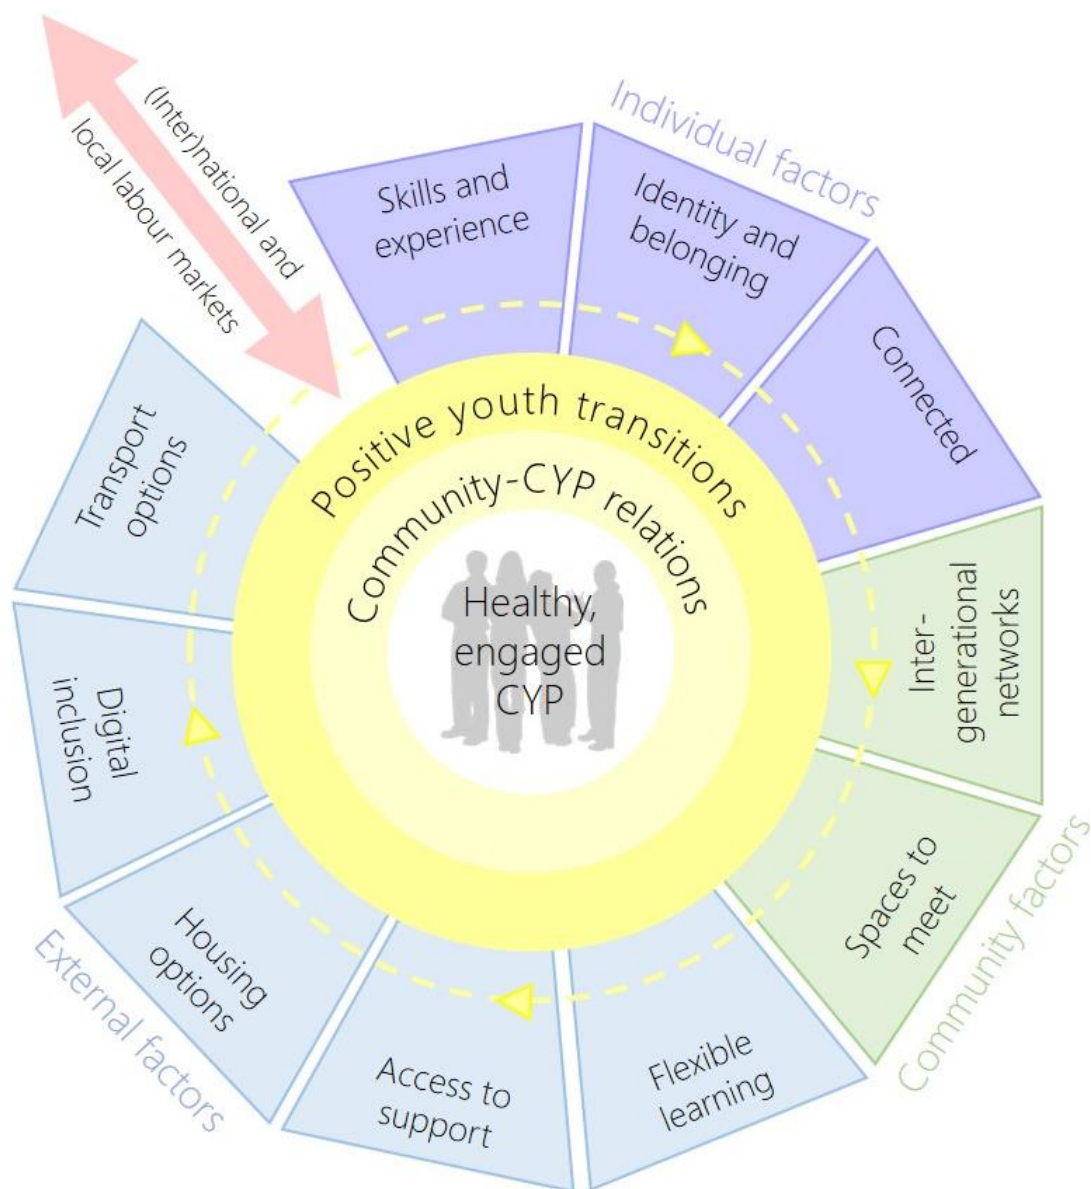 (Inter)national and
local labour markets
Individual factors
Skills and
experience
Identity and
belonging
Connected
Inter-
generational
networks
Spaces to
meet
Community factors
Flexible
learning
Access to
support
Housing
options
External factors
Digital
inclusion
Transport
options
Positive youth transitions
Community-CYP relations
Healthy,
engaged
CYP